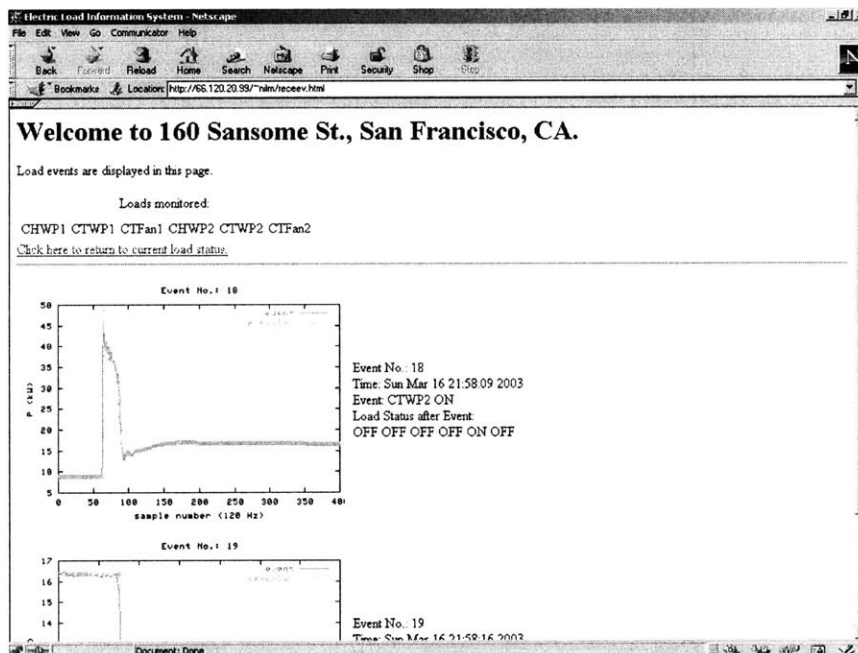 Electric Load Information System - Netscape
File Edit View Go Communicator Help
Back Forward Reload Home Search Netscape Print Security Shop Stop
Bookmarks Location: http://66.120.20.99/~nilm/receev.html
Welcome to 160 Sansome St., San Francisco, CA.
Load events are displayed in this page.
Loads monitored:
CHWP1 CTWP1 CTFan1 CHWP2 CTWP2 CTFan2
Click here to return to current load status.
Event No.: 18
50
45
40
35
30
25
20
15
10
5
P (kW)
event
0 50 100 150 200 250 300 350 40
sample number (120 Hz)
Event No.: 18
Time: Sun Mar 16 21:58:09 2003
Event: CTWP2 ON
Load Status after Event:
OFF OFF OFF OFF ON OFF
Event No.: 19
17
16
15
14
event
Event No.: 19
Time: Sun Mar 16 21:58:16 2003
Document: Done